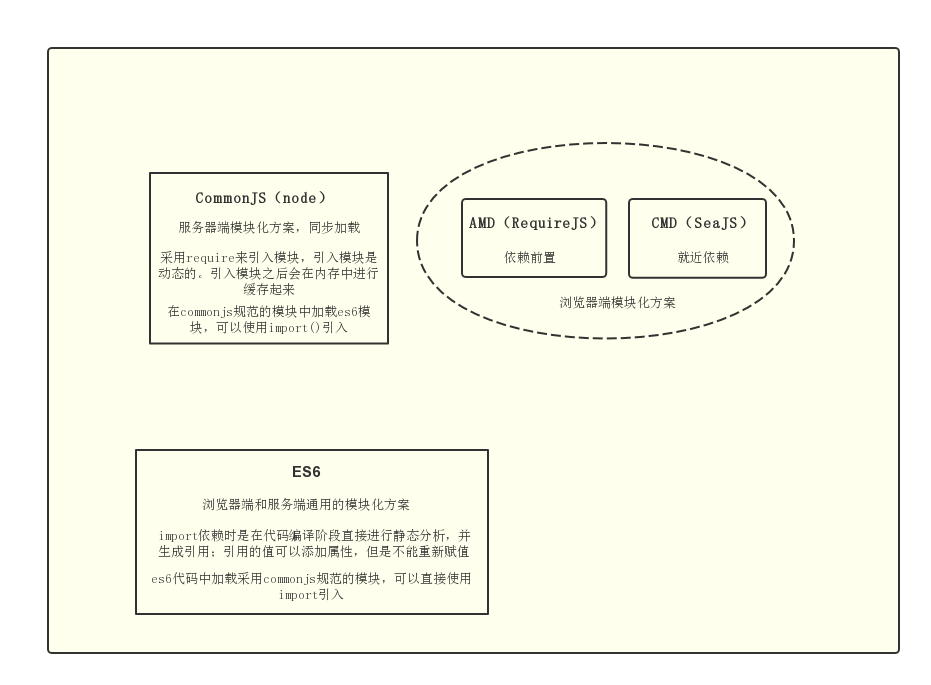 CommonJS（node）
服务器端模块化方案，同步加载
采用require来引入模块，引入模块是
动态的。引入模块之后会在内存中进行
缓存起来
在commonjs规范的模块中加载es6模
块，可以使用import()引入
AMD（RequireJS）
依赖前置
CMD（SeaJS）
就近依赖
浏览器端模块化方案
ES6
浏览器端和服务端通用的模块化方案
import依赖时是在代码编译阶段直接进行静态分析，并
生成引用；引用的值可以添加属性，但是不能重新赋值
es6代码中加载采用commonjs规范的模块，可以直接使用
import引入